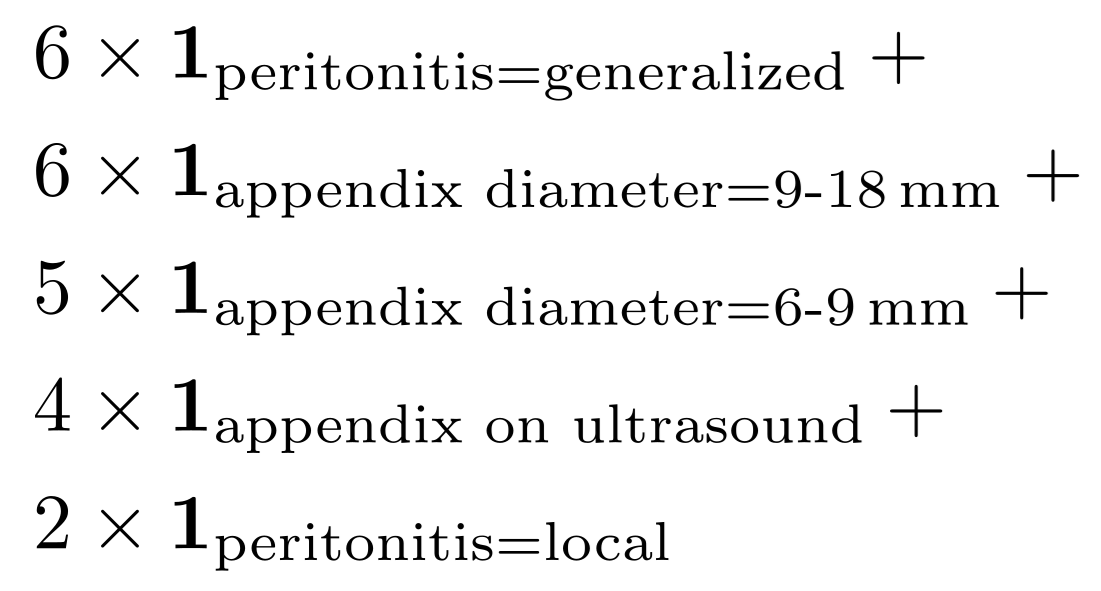 6 × 1peritonitis=generalized +
6 × 1appendix diameter=9-18 mm +
5 × 1appendix diameter=6-9 mm +
4 × 1appendix on ultrasound +
2 × 1peritonitis=local